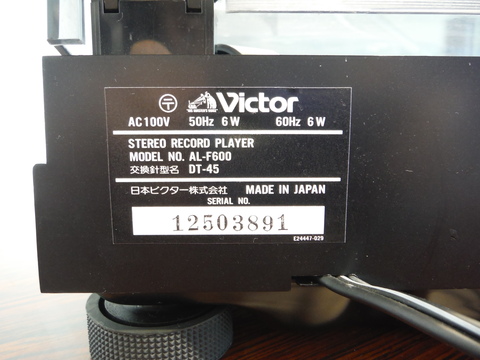 Victor
AC100V 50Hz 6W 60Hz 6W
STEREO RECORD PLAYER
MODEL NO. AL-F600
交換針型名 DT-45
日本ビクター株式会社 MADE IN JAPAN
SERIAL NO.
12503891
E24447-029